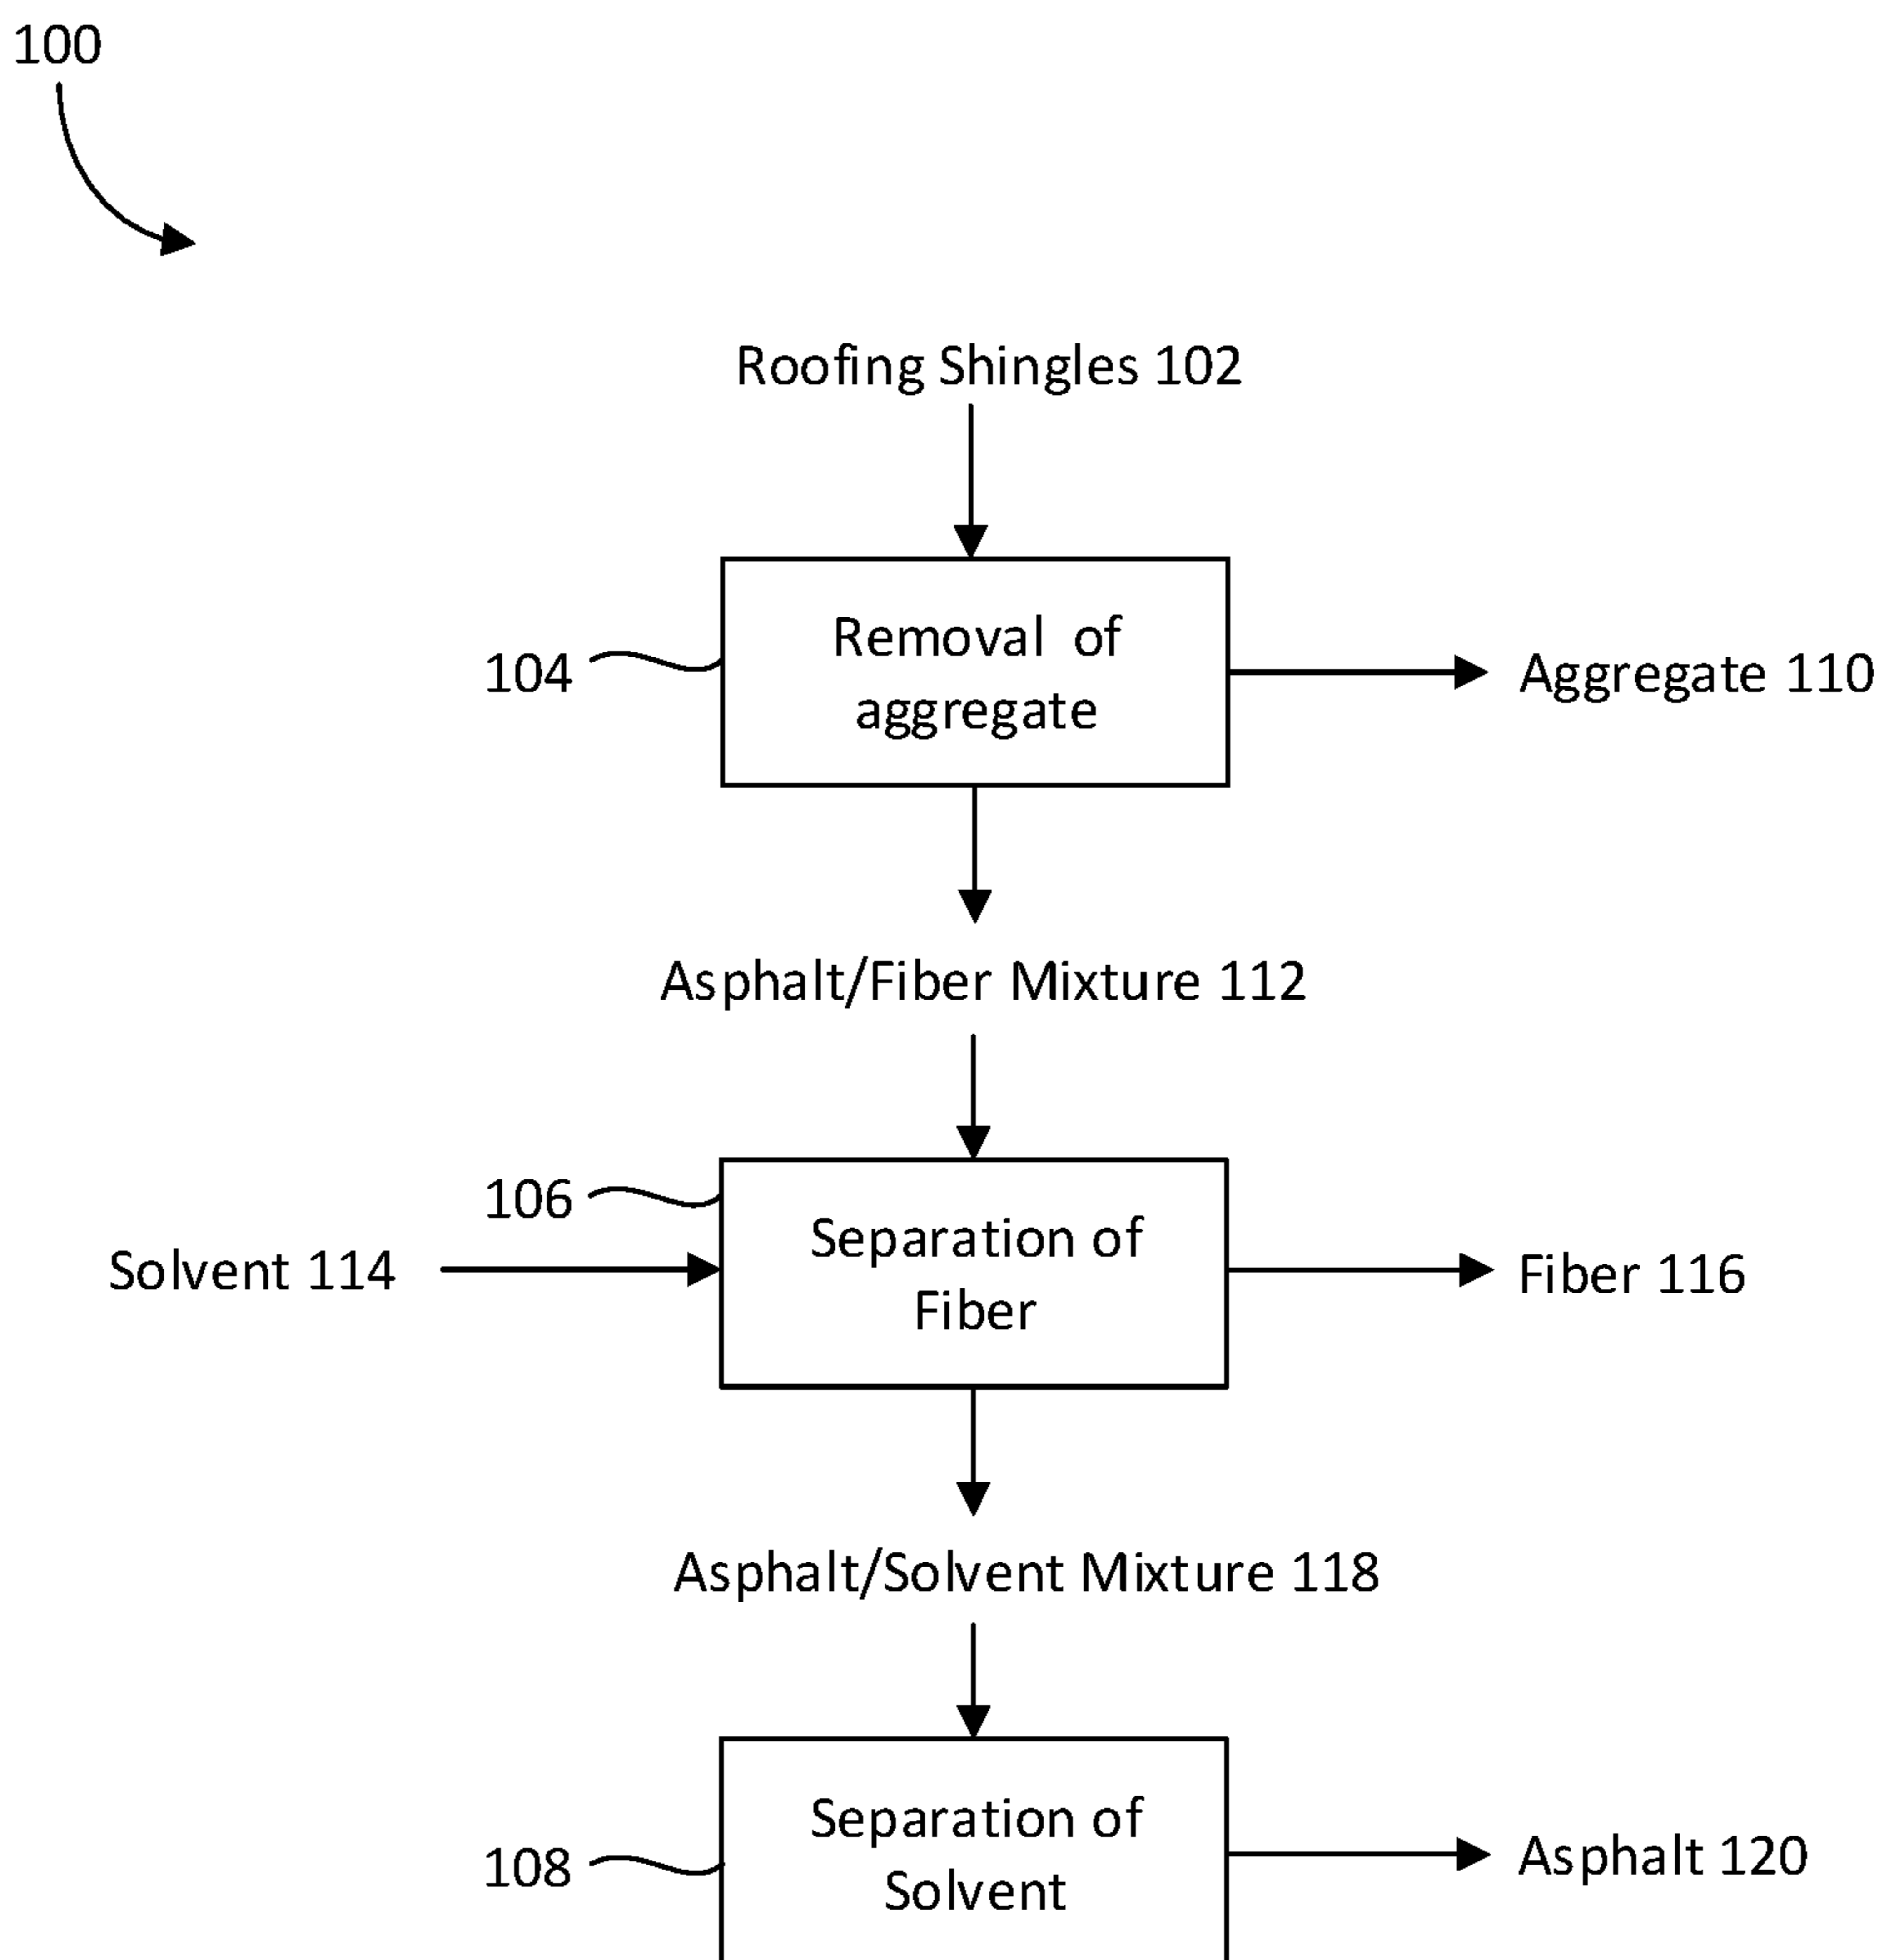 100
Roofing Shingles 102
Removal of
aggregate
104
Aggregate 110
Asphalt/Fiber Mixture 112
106
Separation of
Fiber
Solvent 114
Fiber 116
Asphalt/Solvent Mixture 118
Separation of
Solvent
108
Asphalt 120